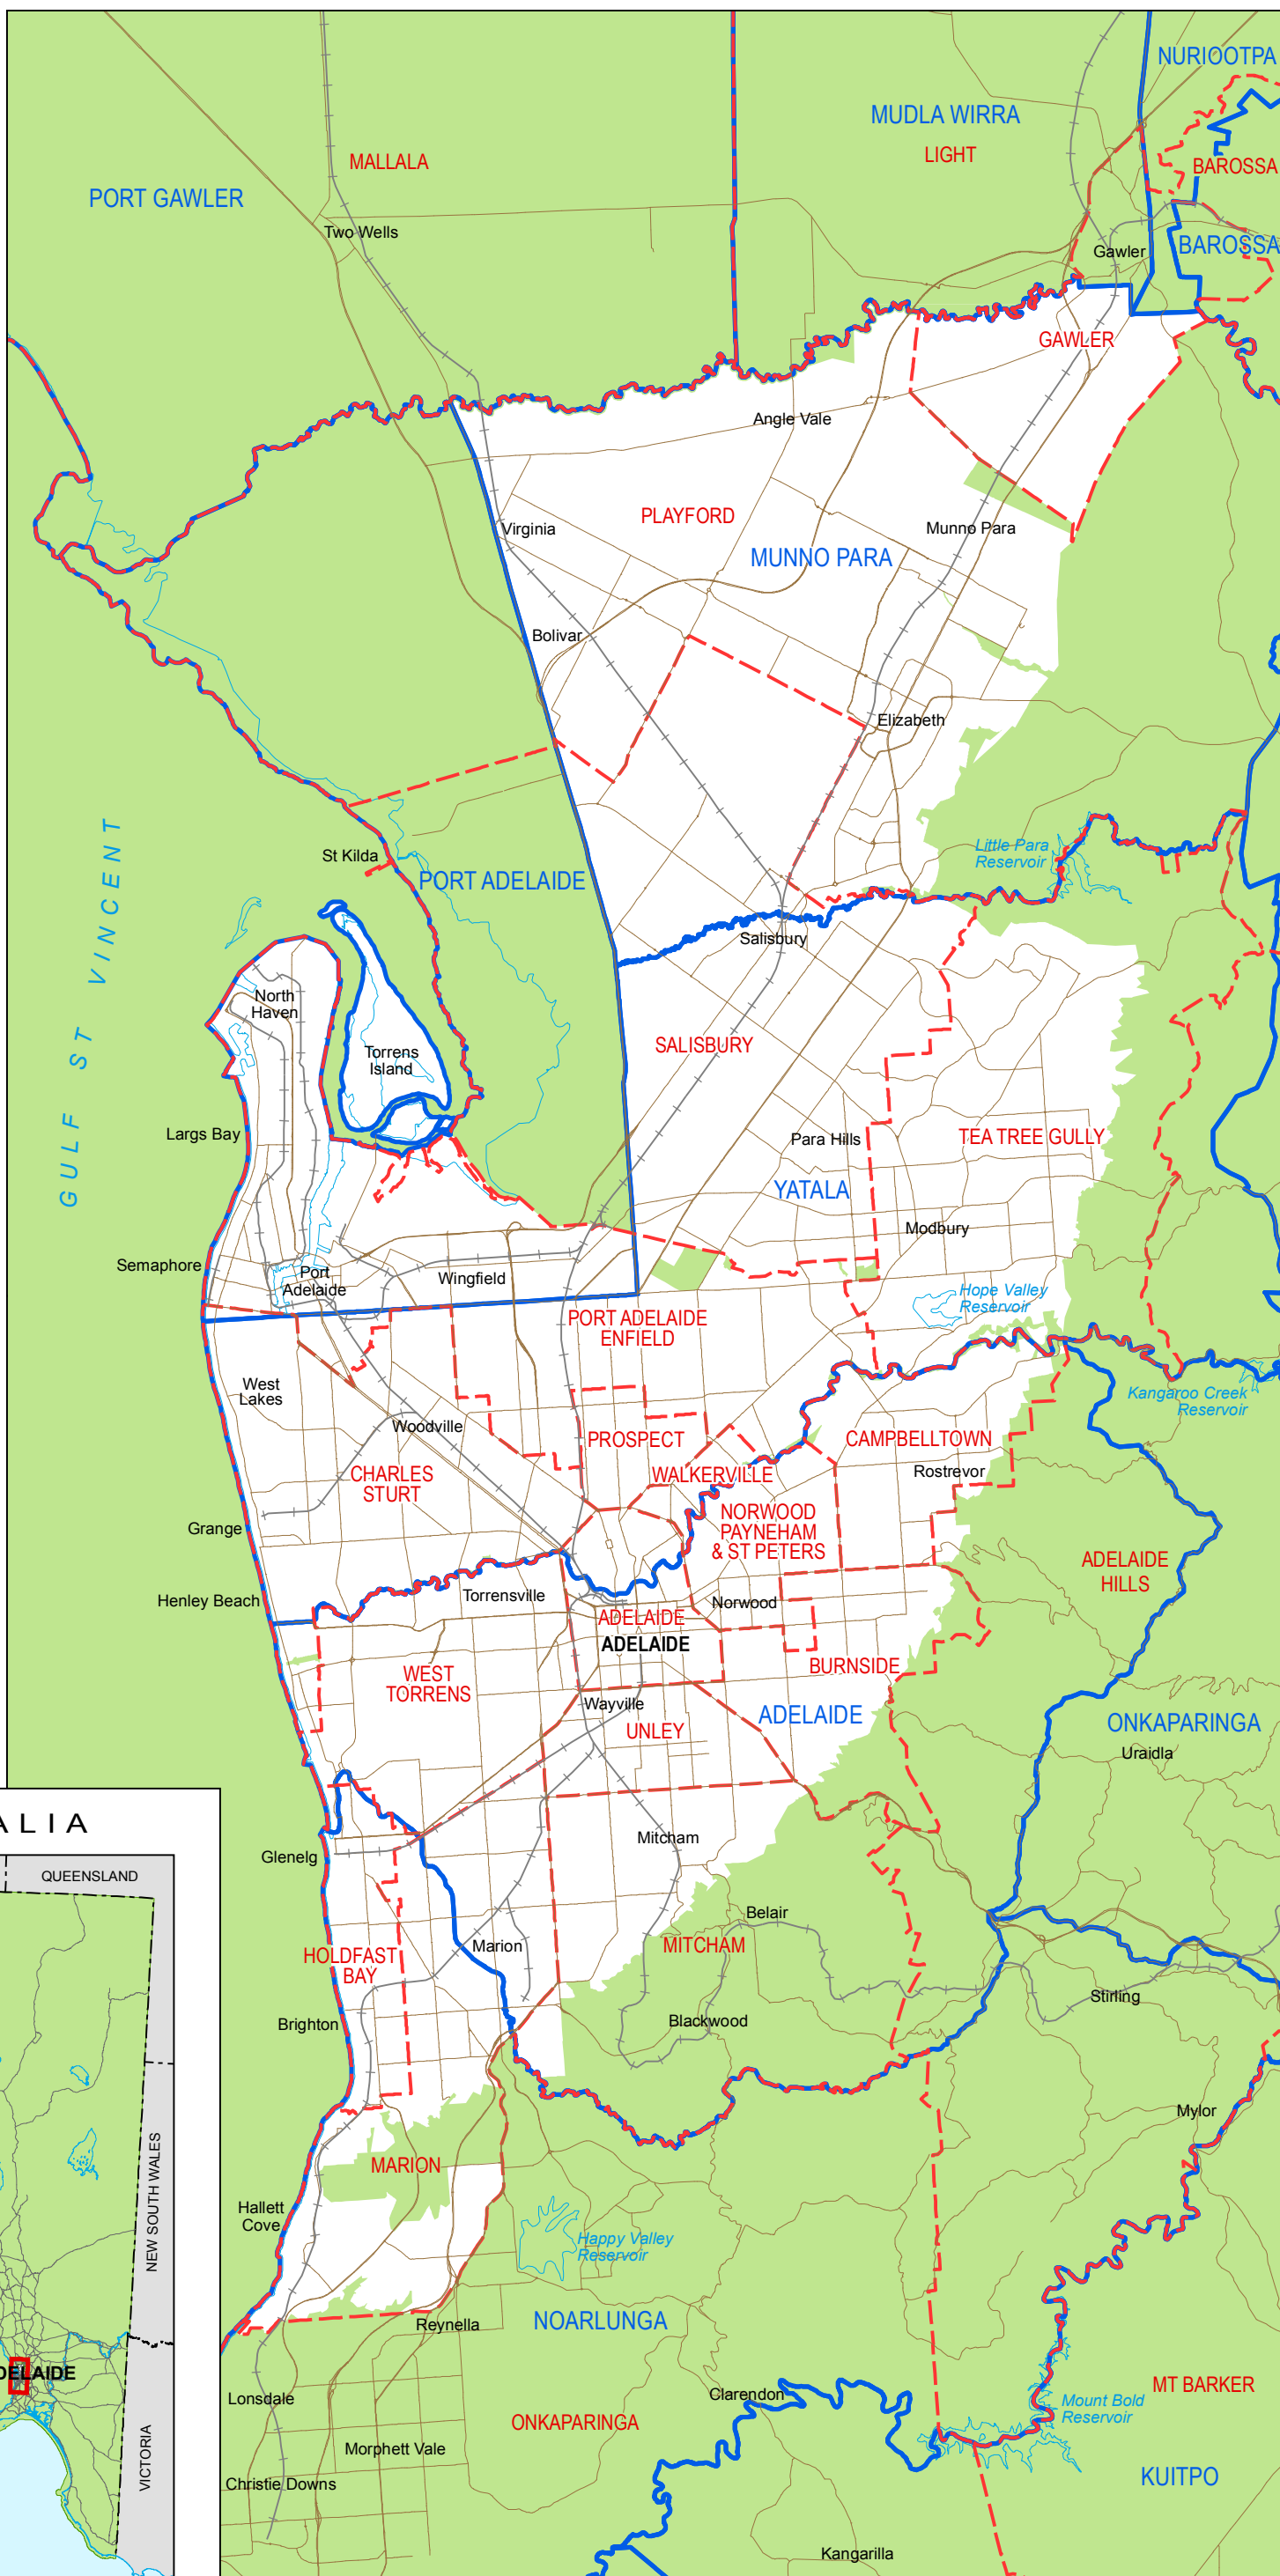 NURIOOTPA
MUDLA WIRRA
LIGHT
MALLALA
BAROSSA
PORT GAWLER
Two Wells
Gawler
BAROSSA
GAWLER
Angle Vale
PLAYFORD
Virginia
Munno Para
MUNNO PARA
Bolivar
Elizabeth
GULF ST VINCENT
Little Para
Reservoir
St Kilda
PORT ADELAIDE
Salisbury
North
Haven
SALISBURY
Torrens
Island
Largs Bay
Para Hills
TEA TREE GULLY
YATALA
Modbury
Semaphore
Port
Adelaide
Wingfield
Hope Valley
Reservoir
PORT ADELAIDE
ENFIELD
West
Lakes
Kangaroo Creek
Reservoir
Woodville
PROSPECT
CAMPBELLTOWN
CHARLES
STURT
WALKERVILLE
Rostrevor
NORWOOD
PAYNEHAM
& ST PETERS
Grange
ADELAIDE
HILLS
Henley Beach
Torrensville
Norwood
ADELAIDE
ADELAIDE
WEST
TORRENS
BURNSIDE
Wayville
UNLEY
ADELAIDE
ONKAPARINGA
Uraidla
ALIA
Mitcham
Glenelg
QUEENSLAND
Belair
HOLDFAST
BAY
Marion
MITCHAM
Stirling
Brighton
Blackwood
Mylor
MARION
NEW SOUTH WALES
Hallett
Cove
Happy Valley
Reservoir
NOARLUNGA
Reynella
DELAIDE
MT BARKER
Lonsdale
Clarendon
Mount Bold
Reservoir
ONKAPARINGA
Morphett Vale
VICTORIA
KUITPO
Christie Downs
Kangarilla